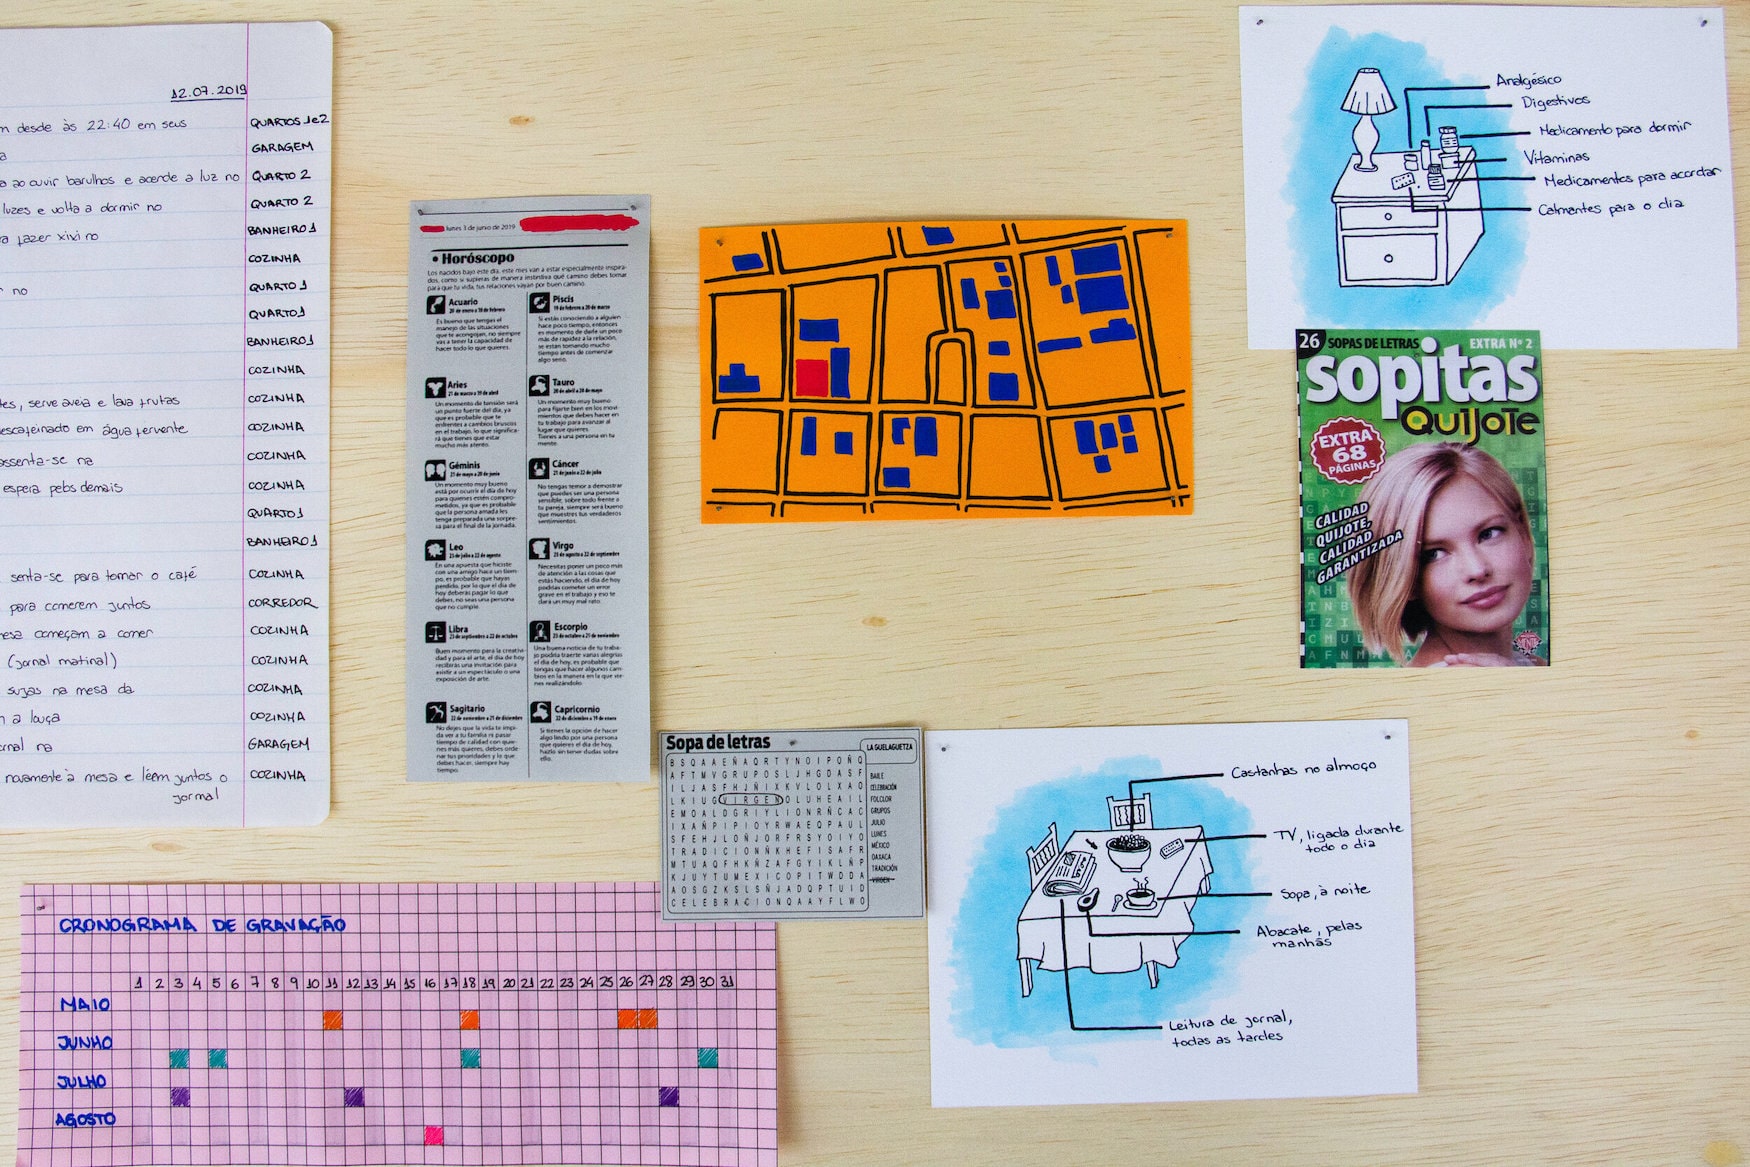 12.07.2019
m desde às 22:40 em seus QUARTOS 1e2
a GARAGEM
a ao ouvir barulhos e acende a luz no QUARTO 2
luzes e volta a dormir no QUARTO 2
ra fazer xixi no BANHEIRO 1
COZINHA
r no QUARTO 1
QUARTO 1
BANHEIRO 1
COZINHA
tes, serve aveia e lava frutas COZINHA
escafeinado em água fervente COZINHA
assenta-se na COZINHA
espera pelos demais COZINHA
QUARTO 1
BANHEIRO 1
senta-se para tomar o café COZINHA
para comerem juntos CORREDOR
mesa começam a comer COZINHA
(jornal matinal) COZINHA
sujas na mesa da COZINHA
m a louça COZINHA
rnal na GARAGEM
novamente à mesa e lêem juntos o COZINHA
jornal
lunes 3 de junio de 2019
• Horóscopo
Los nacidos bajo este día, este mes van a estar especialmente inspira-
dos, como si supieras de manera instintiva qué camino debes tomar
para que tu vida, tus relaciones vayan por buen camino.
Acuario
20 de enero a 18 de febrero
Es bueno que tengas el
manejo de las situaciones
que te acongojan, no siempre
vas a tener la capacidad de
hacer todo lo que quieres.
Piscis
19 de febrero a 20 de marzo
Si estás conociendo a alguien
hace poco tiempo, entonces
es momento de darle un poco
más de rapidez a la relación,
se están tomando mucho
tiempo antes de comenzar
algo serio.
Aries
21 de marzo a 19 de abril
Un momento de tensión será
un punto fuerte del día, ya
que es probable que te
enfrentes a cambios bruscos
en el trabajo, lo que significa-
rá que tienes que estar
mucho más atento.
Tauro
20 de abril a 20 de mayo
Un momento muy bueno
para fijarte bien en los movi-
mientos que debes hacer en
tu trabajo para avanzar al
lugar que quieres.
Tienes a una persona en tu
mente.
Géminis
21 de mayo a 20 de junio
Un momento muy bueno
está por ocurrir el día de hoy
para quienes estén compro-
metidos, ya que es probable
que la persona amada les
tenga preparada una sorpre-
sa para el final de la jornada.
Cáncer
21 de junio a 22 de julio
No tengas temor a demostrar
que puedes ser una persona
sensible, sobre todo frente a
tu pareja, siempre será bueno
que muestres tus verdaderos
sentimientos.
Leo
23 de julio a 22 de agosto
En una apuesta que hiciste
con una amigo hace un tiem-
po, es probable que hayas
perdido, por lo que el día de
hoy deberás pagar lo que
debes, no seas una persona
que no cumple.
Virgo
23 de agosto a 22 de septiembre
Necesitas poner un poco más
de atención a las cosas que
estás haciendo, el día de hoy
podrías cometer un error
grave en el trabajo y eso te
dará un muy mal rato.
Libra
23 de septiembre a 22 de octubre
Buen momento para la creativi-
dad y para el arte, el día de hoy
recibirás una invitación para
asistir a un espectáculo o una
exposición de arte.
Escorpio
23 de octubre a 21 de noviembre
Una buena noticia de tu traba-
jo podría traerte varias alegrías
el día de hoy, es probable que
tengas que hacer algunos cam-
bios en la manera en la que vie-
nes realizándolo.
Sagitario
22 de noviembre a 21 de diciembre
No dejes que la vida te impi-
da ver a tu familia ni pasar
tiempo de calidad con quie-
nes más quieres, debes orde-
nar tus prioridades y lo que
debes hacer, siempre hay
tiempo.
Capricornio
22 de diciembre a 19 de enero
Si tienes la opción de hacer
algo lindo por una persona
que quieres el día de hoy,
hazlo sin tener dudas sobre
ello.
Analgésico
Digestivos
Medicamento para dormir
Vitaminas
Medicamentos para acordar
Calmantes para o dia
26 SOPAS DE LETRAS EXTRA Nº 2
sopitas
QUIJOTE
EXTRA
68
PÁGINAS
CALIDAD
QUIJOTE,
CALIDAD
GARANTIZADA
Sopa de letras
LA GUELAGUETZA
B S Q A A E Ñ A Q R T Y N O I P O Ñ Q
A F T M V G R U P O S L J H G D A S F
I L J A S F H J Ñ I X K V L O L X A O
L K I U G V I R G E N O L U H E A I L
E M O A L D G R I Y L I O N R Ñ C A C
I X A Ñ P I P I O Y R W A E Q P A U L
S F E H J L O Ñ J O R F R S Y O I Y O
T R A D I C I O N Ñ K H E F I S A F R
M T U A Q F H K Ñ Z A F G Y I K L Ñ P
K J U Y T U M E X I C O P I T W D D A
A O S G Z K S L S Ñ J A D Q P T U I D
C E L E B R A C I O N Q A A Y F L W O
BAILE
CELEBRACIÓN
FOLCLOR
GRUPOS
JULIO
LUNES
MÉXICO
OAXACA
TRADICIÓN
VIRGEN
Castanhas no almoço
TV, ligada durante
todo o dia
Sopa, à noite
Abacate, pelas
manhãs
Leitura de jornal,
todas as tardes
CRONOGRAMA DE GRAVAÇÃO
1 2 3 4 5 6 7 8 9 10 11 12 13 14 15 16 17 18 19 20 21 22 23 24 25 26 27 28 29 30 31
MAIO
JUNHO
JULHO
AGOSTO